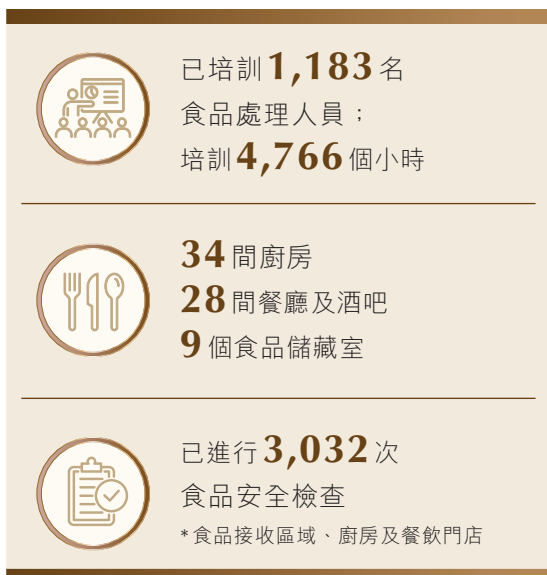 已培訓1,183名
食品處理人員；
培訓4,766個小時
34間廚房
28間餐廳及酒吧
9個食品儲藏室
已進行3,032次
食品安全檢查
*食品接收區域、廚房及餐飲門店